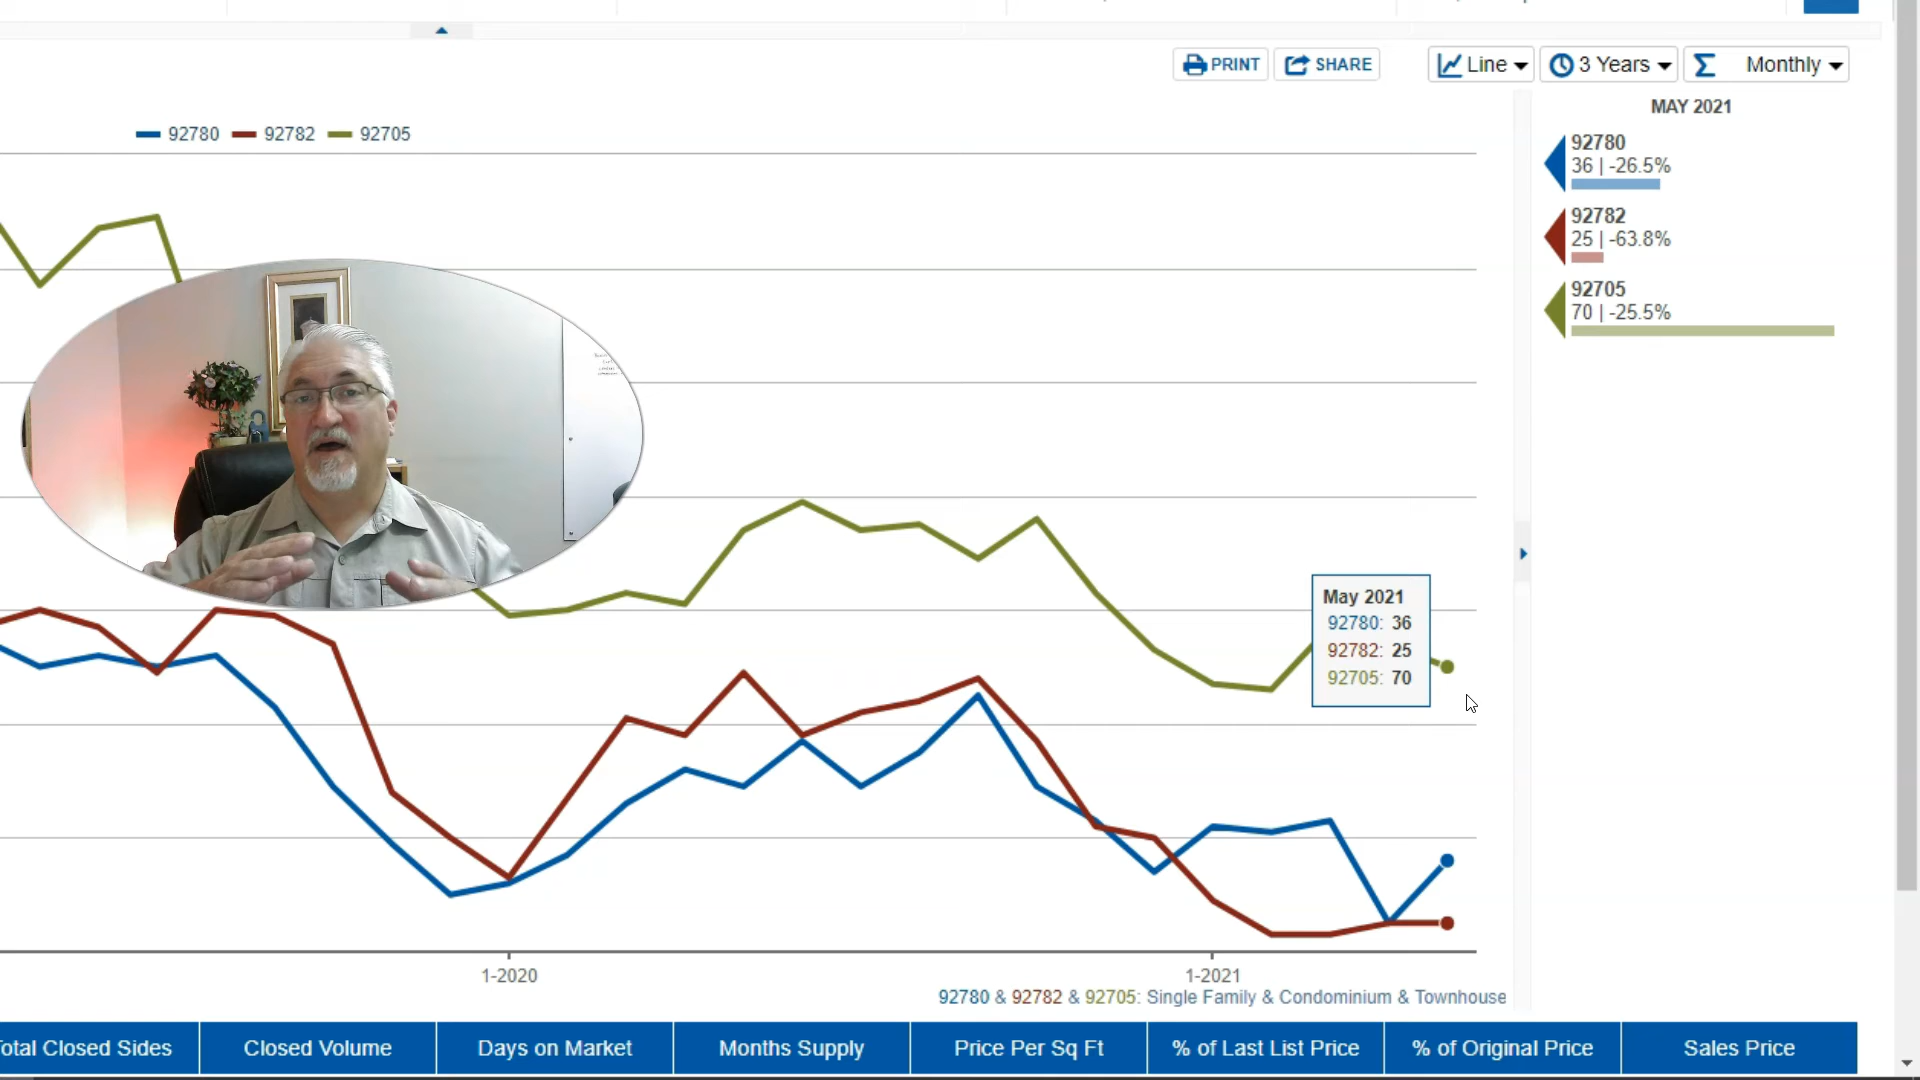 PRINT SHARE Line 3 Years Monthly
92780 92782 92705
MAY 2021
92780
36 | -26.5%
92782
25 | -63.8%
92705
70 | -25.5%
May 2021
92780: 36
92782: 25
92705: 70
1-2020 1-2021
92780 & 92782 & 92705: Single Family & Condominium & Townhouse
Closed Sides Closed Volume Days on Market Months Supply Price Per Sq Ft % of Last List Price % of Original Price Sales Price